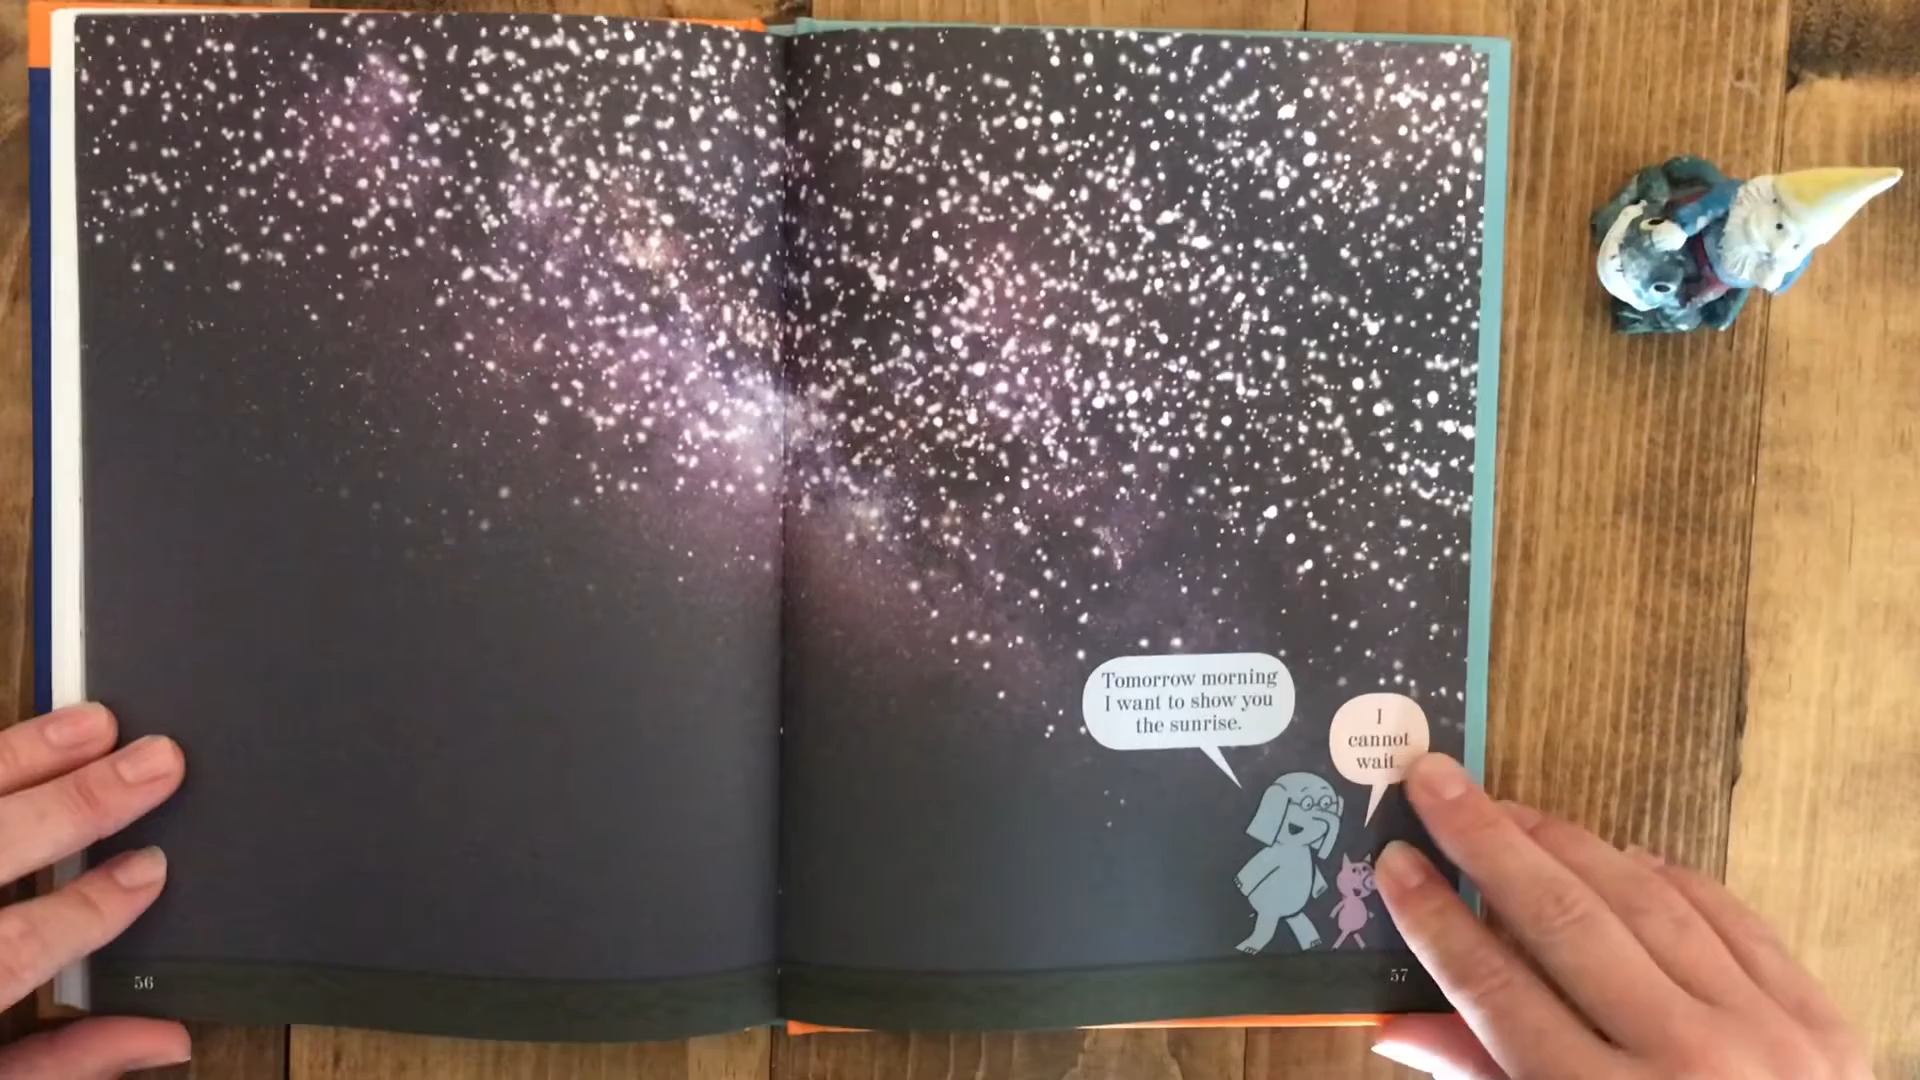 Tomorrow morning
I want to show you
the sunrise.
I
cannot
wait.
56
57